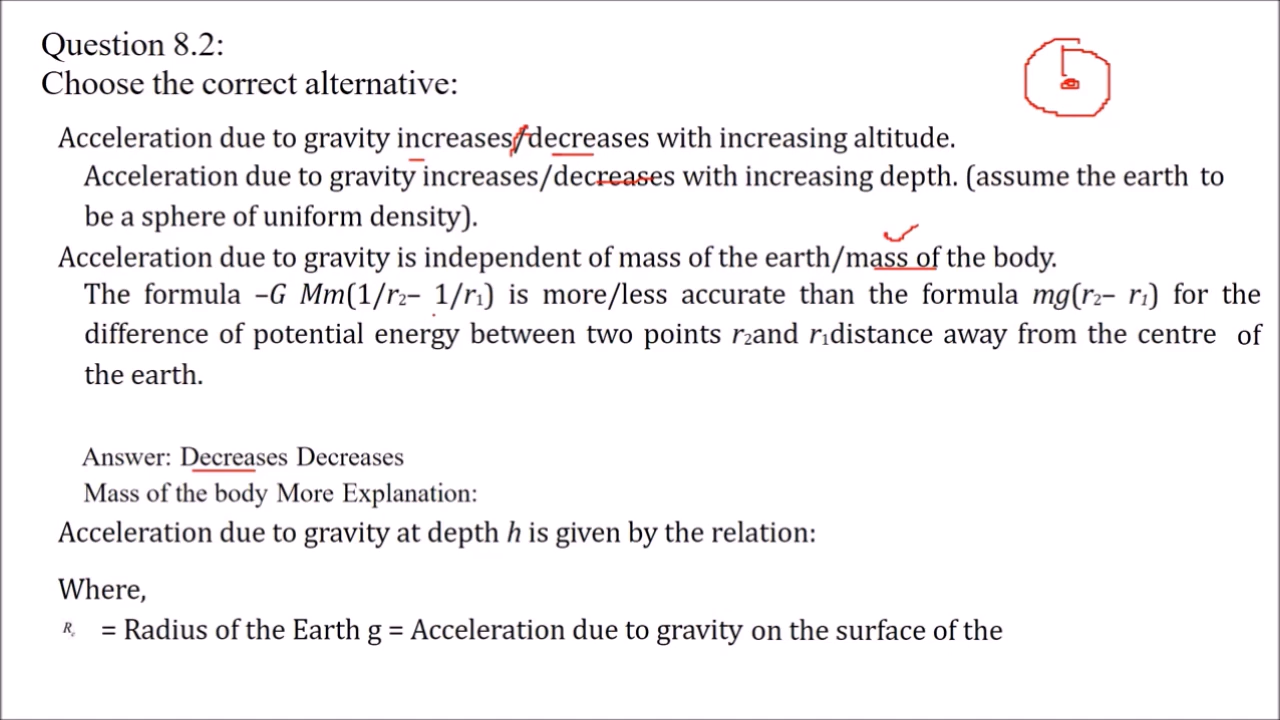 Question 8.2:
Choose the correct alternative:
Acceleration due to gravity increases/decreases with increasing altitude.
Acceleration due to gravity increases/decreases with increasing depth. (assume the earth to
be a sphere of uniform density).
Acceleration due to gravity is independent of mass of the earth/mass of the body.
The formula –G Mm(1/r₂– 1/r₁) is more/less accurate than the formula mg(r₂– r₁) for the
difference of potential energy between two points r₂and r₁distance away from the centre of
the earth.
Answer: Decreases Decreases
Mass of the body More Explanation:
Acceleration due to gravity at depth h is given by the relation:
Where,
Rₑ = Radius of the Earth g = Acceleration due to gravity on the surface of the